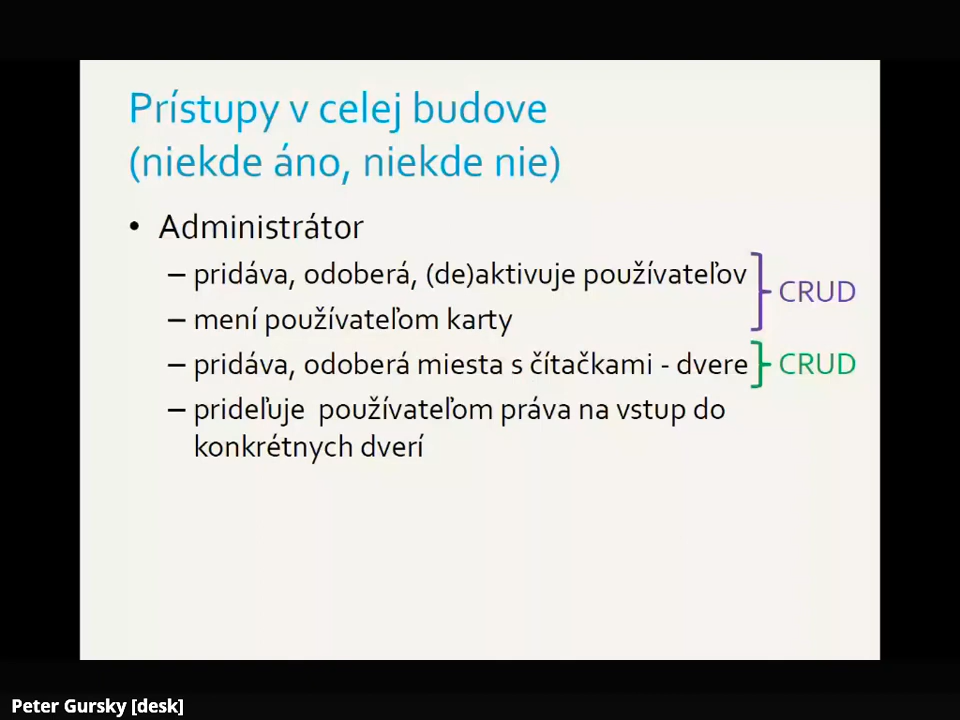 Prístupy v celej budove
(niekde áno, niekde nie)
• Administrátor
– pridáva, odoberá, (de)aktivuje používateľov
CRUD
– mení používateľom karty
– pridáva, odoberá miesta s čítačkami - dvere
CRUD
– prideľuje používateľom práva na vstup do
konkrétnych dverí
Peter Gursky [desk]